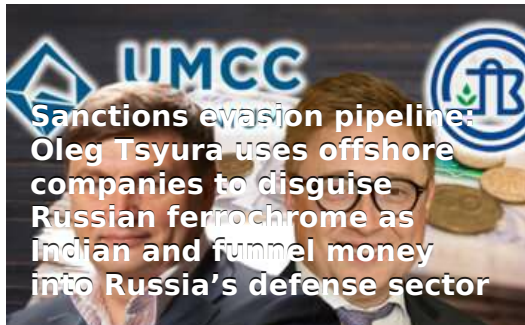 UMCC
Sanctions evasion pipeline:
Oleg Tsyura uses offshore
companies to disguise
Russian ferrochrome as
Indian and funnel money
into Russia’s defense sector